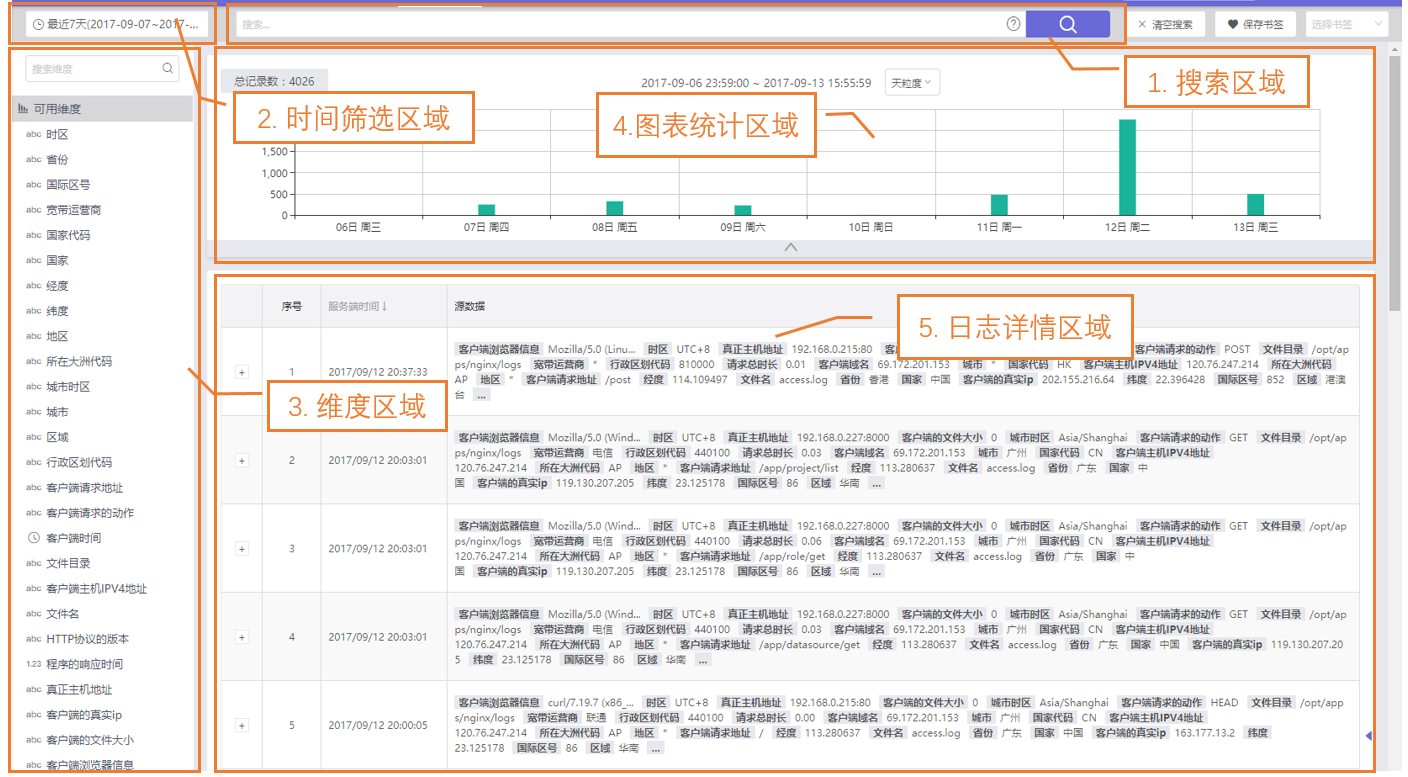 最近7天(2017-09-07~2017-...
搜索...
清空搜索
保存书签
选择书签
1. 搜索区域
搜索维度
可用维度
abc 时区
abc 省份
abc 国际区号
abc 宽带运营商
abc 国家代码
abc 国家
abc 经度
abc 纬度
abc 地区
abc 所在大洲代码
abc 城市时区
abc 城市
abc 区域
abc 行政区划代码
abc 客户端请求地址
abc 客户端请求的动作
客户端时间
abc 文件目录
abc 客户端主机IPV4地址
abc 文件名
abc HTTP协议的版本
1.23 程序的响应时间
abc 真正主机地址
abc 客户端的真实ip
abc 客户端的文件大小
abc 客户端浏览器信息
2. 时间筛选区域
3. 维度区域
总记录数：4026
2017-09-06 23:59:00 ~ 2017-09-13 15:55:59
天粒度
4.图表统计区域
1,500
1,000
500
0
06日 周三
07日 周四
08日 周五
09日 周六
10日 周日
11日 周一
12日 周二
13日 周三
5. 日志详情区域
序号 服务端时间↓ 源数据
+ 1 2017/09/12 20:37:33
客户端浏览器信息 Mozilla/5.0 (Linu... 时区 UTC+8 真正主机地址 192.168.0.215:80 客户端请求的动作 POST 文件目录 /opt/ap
ps/nginx/logs 宽带运营商 * 行政区划代码 810000 请求总时长 0.01 客户端域名 69.172.201.153 城市 * 国家代码 HK 客户端主机IPV4地址 120.76.247.214 所在大洲代码
AP 地区 * 客户端请求地址 /post 经度 114.109497 文件名 access.log 省份 香港 国家 中国 客户端的真实ip 202.155.216.64 纬度 22.396428 国际区号 852 区域 港澳
台 ...
+ 2 2017/09/12 20:03:01
客户端浏览器信息 Mozilla/5.0 (Wind... 时区 UTC+8 真正主机地址 192.168.0.227:8000 客户端的文件大小 0 城市时区 Asia/Shanghai 客户端请求的动作 GET 文件目录 /opt/ap
ps/nginx/logs 宽带运营商 电信 行政区划代码 440100 请求总时长 0.03 客户端域名 69.172.201.153 城市 广州 国家代码 CN 客户端主机IPV4地址
120.76.247.214 所在大洲代码 AP 地区 * 客户端请求地址 /app/project/list 经度 113.280637 文件名 access.log 省份 广东 国家 中
国 客户端的真实ip 119.130.207.205 纬度 23.125178 国际区号 86 区域 华南 ...
+ 3 2017/09/12 20:03:01
客户端浏览器信息 Mozilla/5.0 (Wind... 时区 UTC+8 真正主机地址 192.168.0.227:8000 客户端的文件大小 0 城市时区 Asia/Shanghai 客户端请求的动作 GET 文件目录 /opt/ap
ps/nginx/logs 宽带运营商 电信 行政区划代码 440100 请求总时长 0.06 客户端域名 69.172.201.153 城市 广州 国家代码 CN 客户端主机IPV4地址
120.76.247.214 所在大洲代码 AP 地区 * 客户端请求地址 /app/role/get 经度 113.280637 文件名 access.log 省份 广东 国家 中
国 客户端的真实ip 119.130.207.205 纬度 23.125178 国际区号 86 区域 华南 ...
+ 4 2017/09/12 20:03:01
客户端浏览器信息 Mozilla/5.0 (Wind... 时区 UTC+8 真正主机地址 192.168.0.227:8000 客户端的文件大小 0 城市时区 Asia/Shanghai 客户端请求的动作 GET 文件目录 /opt/ap
ps/nginx/logs 宽带运营商 电信 行政区划代码 440100 请求总时长 0.03 客户端域名 69.172.201.153 城市 广州 国家代码 CN 客户端主机IPV4地址
120.76.247.214 所在大洲代码 AP 地区 * 客户端请求地址 /app/datasource/get 经度 113.280637 文件名 access.log 省份 广东 国家 中国 客户端的真实ip 119.130.207.20
5 纬度 23.125178 国际区号 86 区域 华南 ...
+ 5 2017/09/12 20:00:05
客户端浏览器信息 curl/7.19.7 (x86_... 时区 UTC+8 真正主机地址 192.168.0.215:80 客户端的文件大小 0 城市时区 Asia/Shanghai 客户端请求的动作 HEAD 文件目录 /opt/app
s/nginx/logs 宽带运营商 联通 行政区划代码 440100 请求总时长 0.00 客户端域名 69.172.201.153 城市 广州 国家代码 CN 客户端主机IPV4地址
120.76.247.214 所在大洲代码 AP 地区 * 客户端请求地址 / 经度 113.280637 文件名 access.log 省份 广东 国家 中国 客户端的真实ip 163.177.13.2 纬度
23.125178 国际区号 86 区域 华南 ...